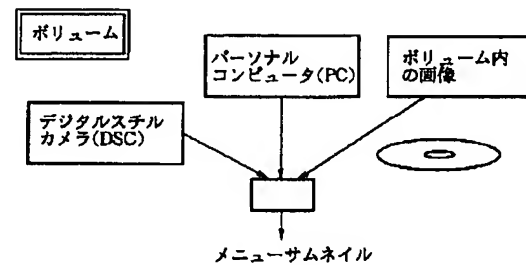 ボリューム
パーソナル
コンピュータ(PC)
ボリューム内
の画像
デジタルスチル
カメラ(DSC)
メニューサムネイル